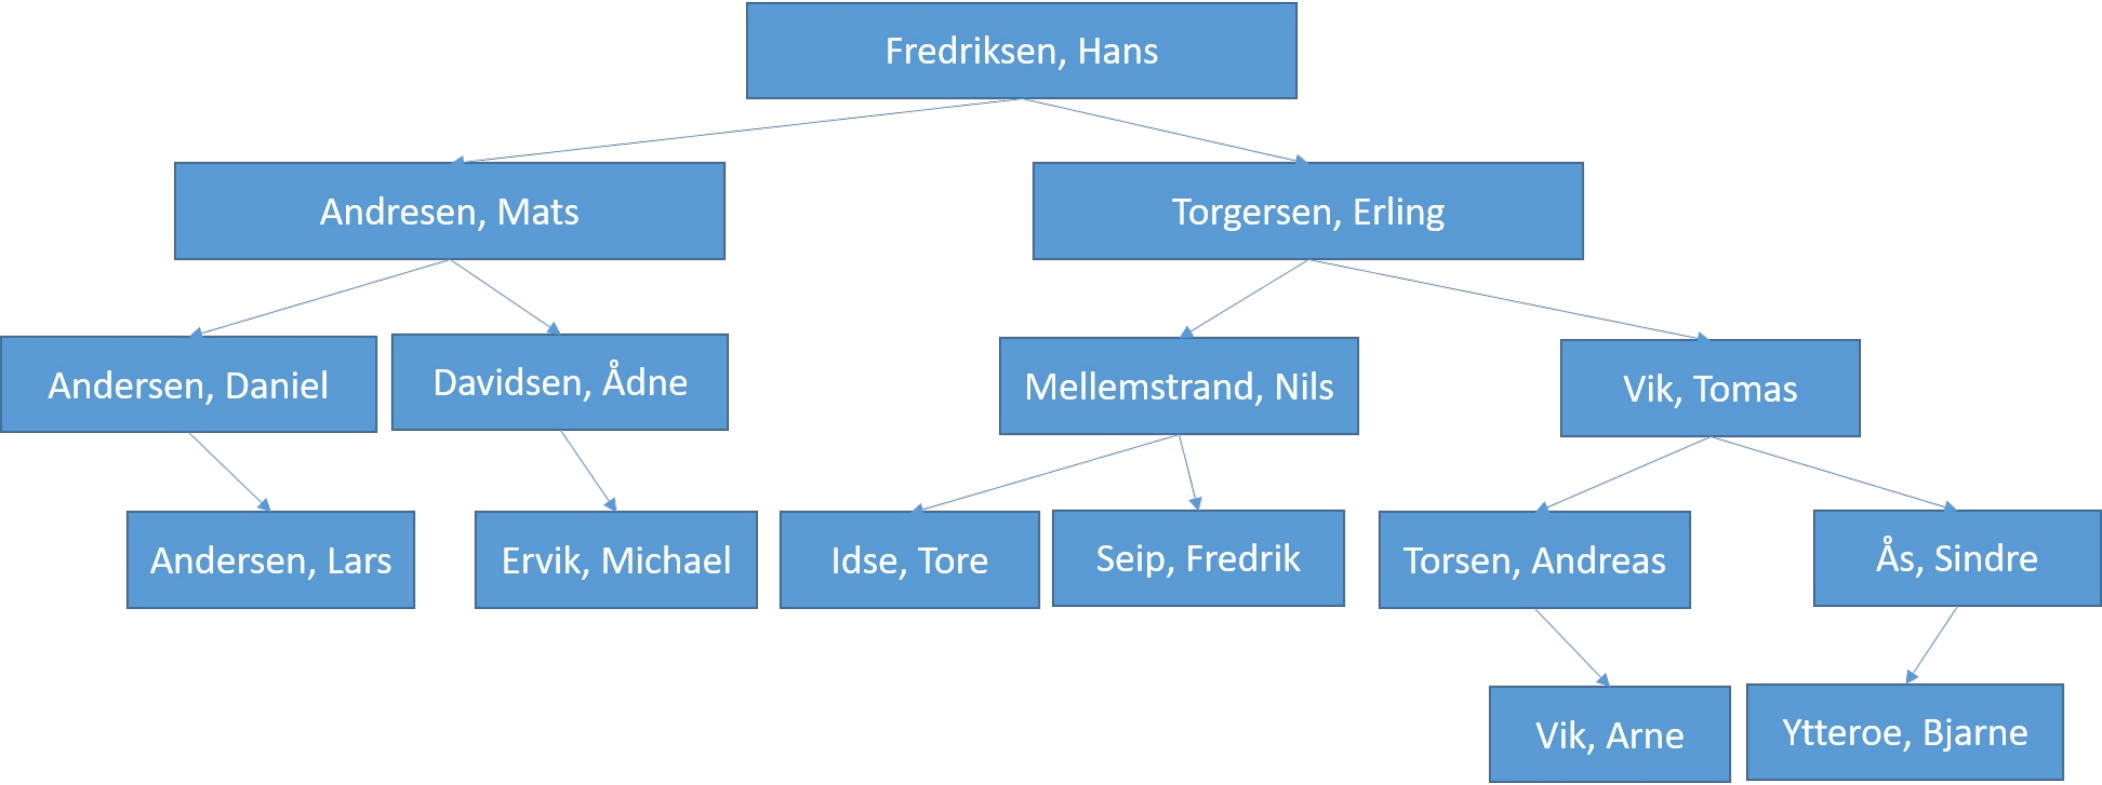 Fredriksen, Hans
Andresen, Mats
Torgersen, Erling
Andersen, Daniel
Davidsen, Ådne
Mellemstrand, Nils
Vik, Tomas
Andersen, Lars
Ervik, Michael
Idse, Tore
Seip, Fredrik
Torsen, Andreas
Ås, Sindre
Vik, Arne
Ytteroe, Bjarne